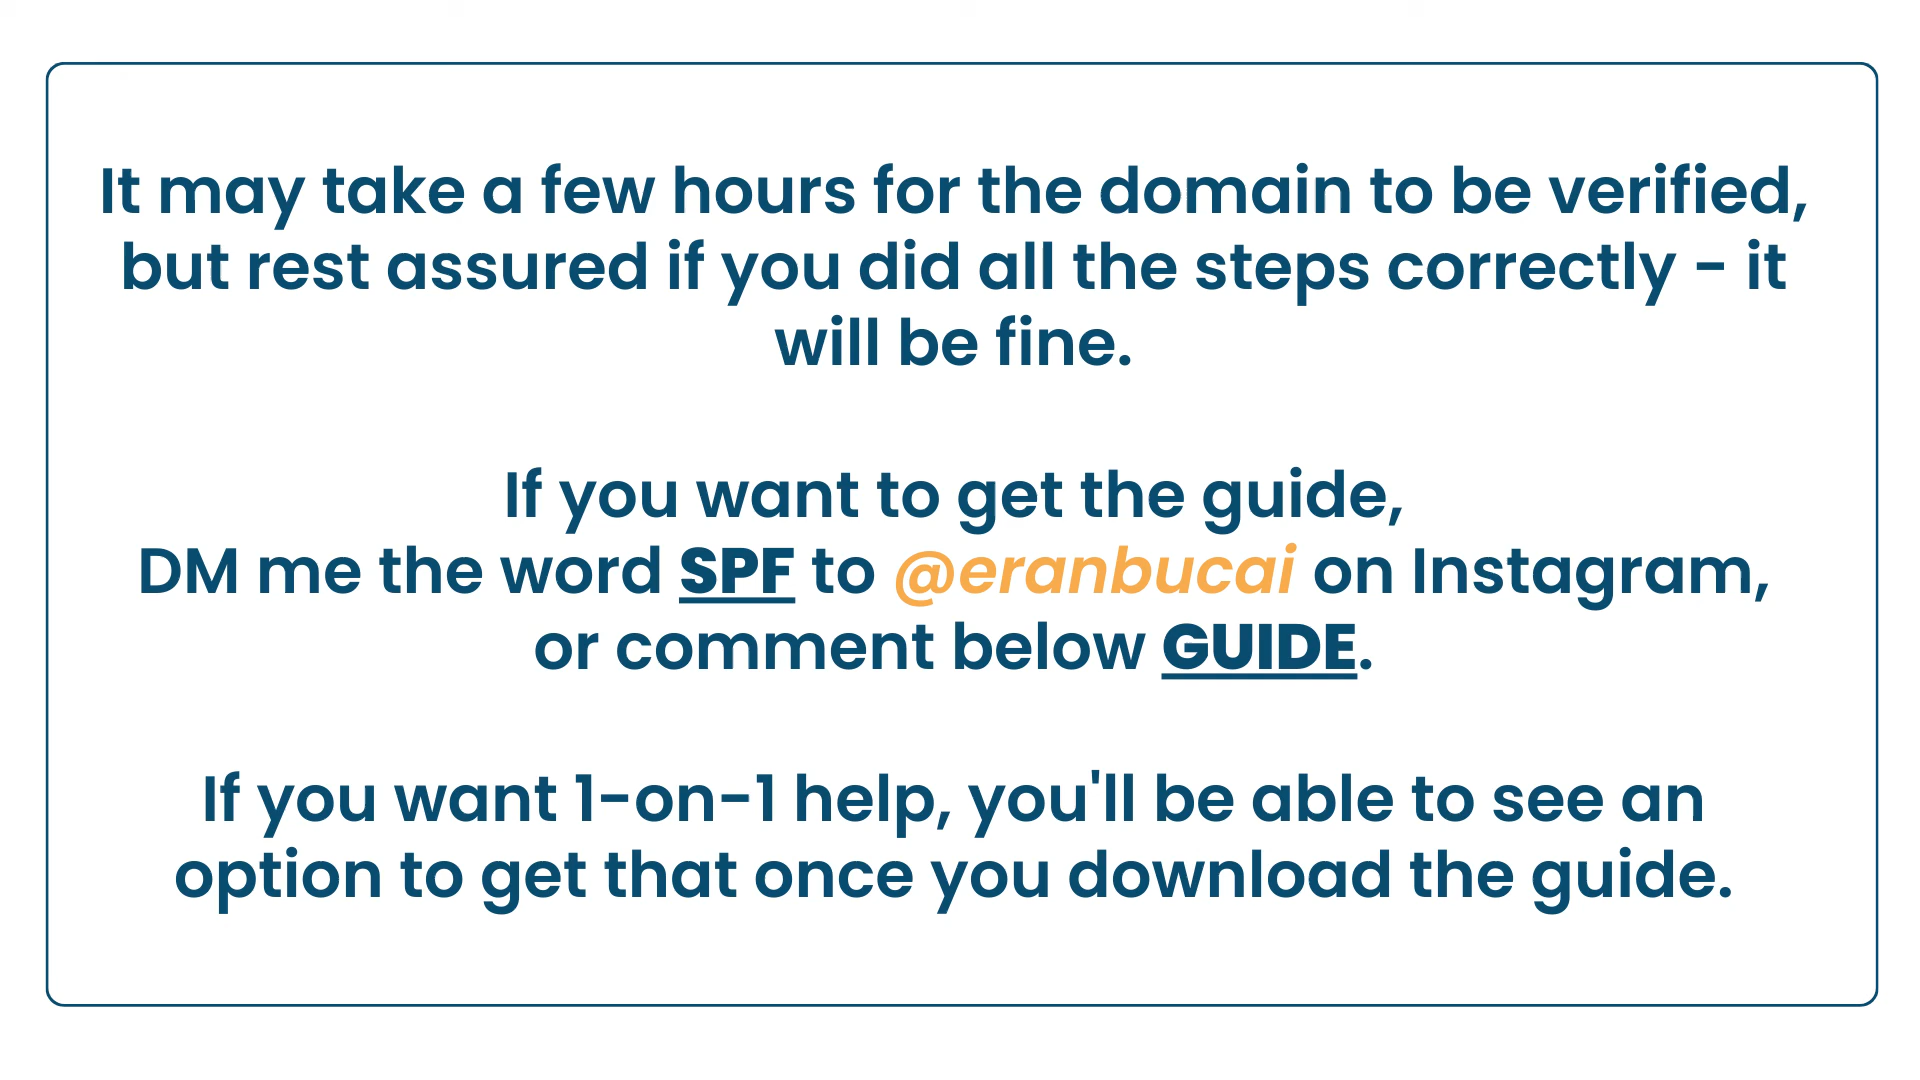 It may take a few hours for the domain to be verified,
but rest assured if you did all the steps correctly - it
will be fine.
If you want to get the guide,
DM me the word SPF to @eranbucai on Instagram,
or comment below GUIDE.
If you want 1-on-1 help, you'll be able to see an
option to get that once you download the guide.